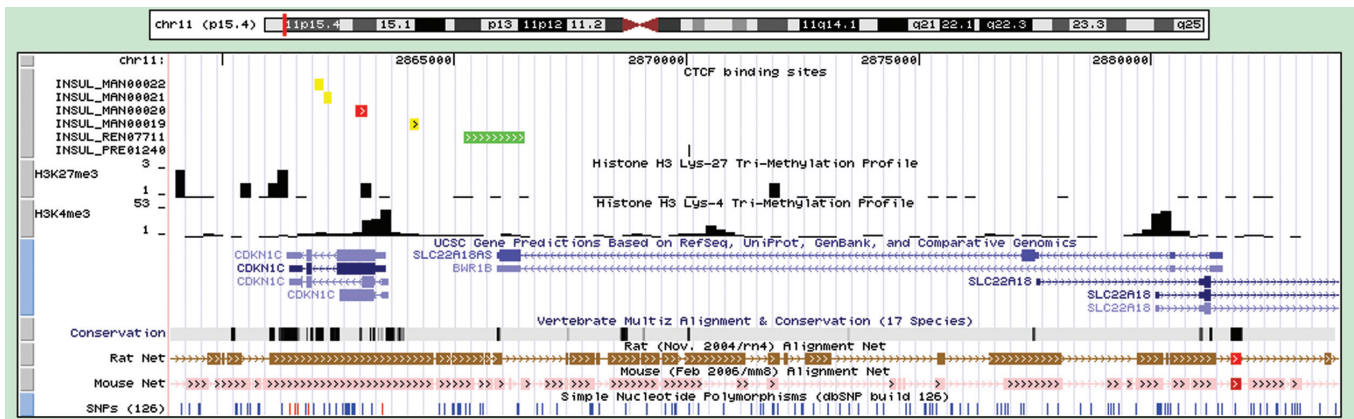 chr11 (p15.4) 11p15.4 15.1 p13 11p12 11.2 11q14.1 q21 22.1 q22.3 23.3 q25
chr11: 2865000 2870000 2875000 2880000
CTCF binding sites
INSUL_MAN00022
INSUL_MAN00021
INSUL_MAN00020
INSUL_MAN00019
INSUL_REN07711
INSUL_PRE01240
Histone H3 Lys-27 Tri-Methylation Profile
3 _
H3K27me3
1 _
Histone H3 Lys-4 Tri-Methylation Profile
53 _
H3K4me3
1 _
UCSC Gene Predictions Based on RefSeq, UniProt, GenBank, and Comparative Genomics
CDKN1C SLC22A18AS
CDKN1C BWR1B
CDKN1C SLC22A18
CDKN1C SLC22A18
SLC22A18
Vertebrate Multiz Alignment & Conservation (17 Species)
Conservation
Rat (Nov. 2004/rn4) Alignment Net
Rat Net
Mouse (Feb 2006/mm8) Alignment Net
Mouse Net
Simple Nucleotide Polymorphisms (dbSNP build 126)
SNPs (126)